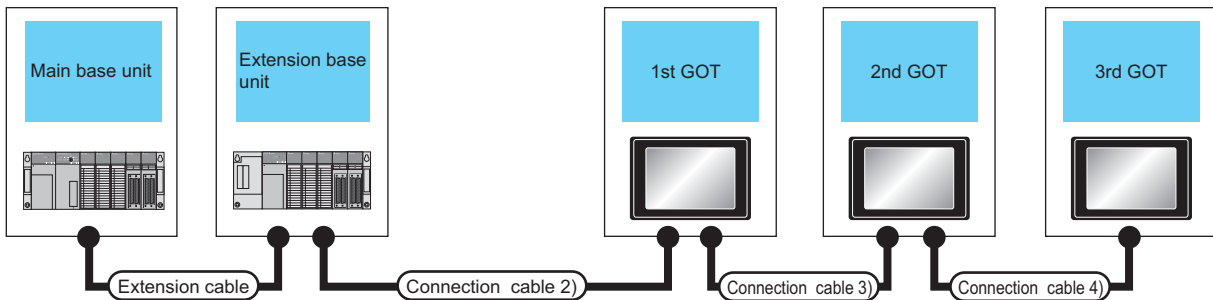 Main base unit
Extension base
unit
1st GOT
2nd GOT
3rd GOT
Extension cable
Connection cable 2)
Connection cable 3)
Connection cable 4)